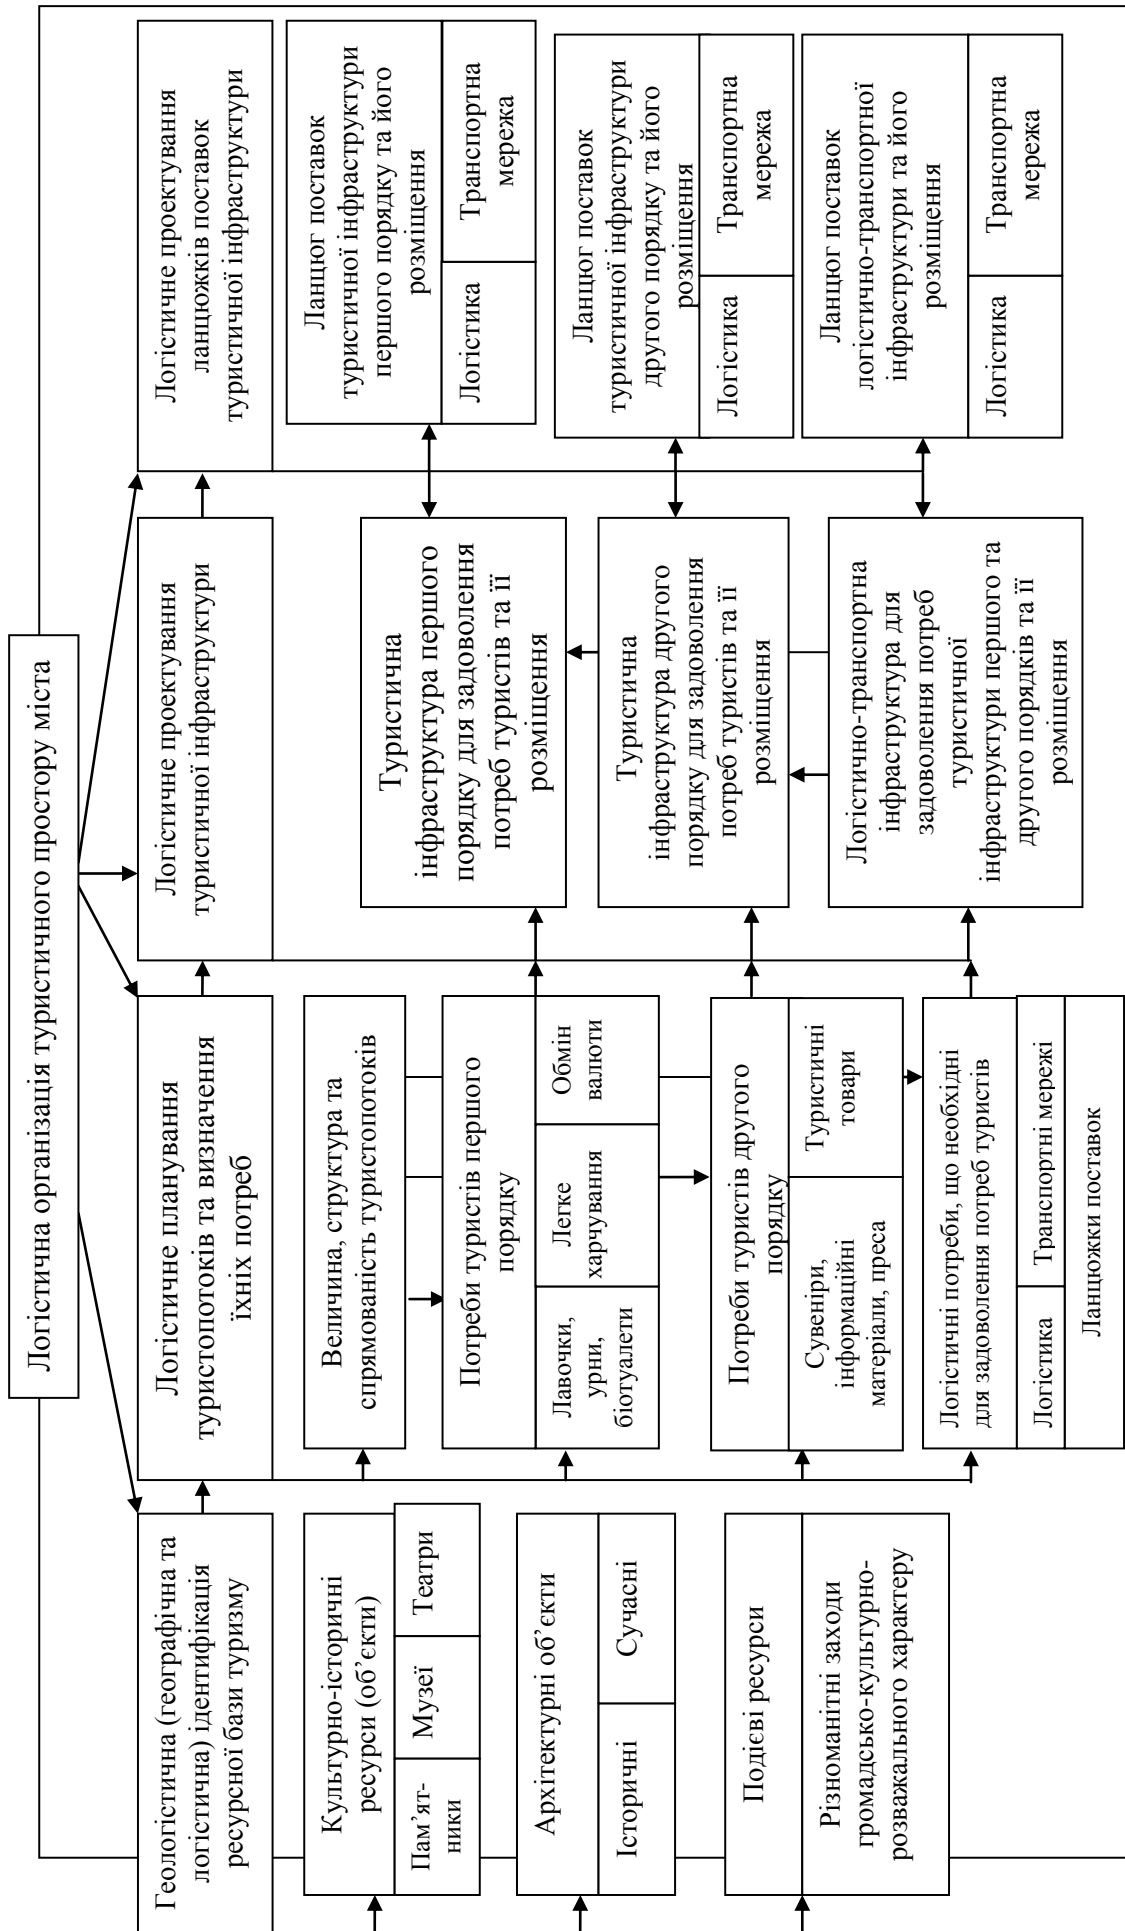 Логістична організація туристичного простору міста
Геологістична (географічна та
логістична) ідентифікація
ресурсної бази туризму
Культурно-історичні
ресурси (об’єкти)
Пам’ят-
ники
Музеї
Театри
Архітектурні об’єкти
Історичні
Сучасні
Подієві ресурси
Різноманітні заходи
громадсько-культурно-
розважального характеру
Логістичне планування
туристопотоків та визначення
їхніх потреб
Величина, структура та
спрямованість туристопотоків
Потреби туристів першого
порядку
Лавочки,
урни,
біотуалети
Легке
харчування
Обмін
валюти
Потреби туристів другого
порядку
Сувеніри,
інформаційні
матеріали, преса
Туристичні
товари
Логістичні потреби, що необхідні
для задоволення потреб туристів
Логістика
Транспортні мережі
Ланцюжки поставок
Логістичне проектування
туристичної інфраструктури
Туристична
інфраструктура першого
порядку для задоволення
потреб туристів та її
розміщення
Туристична
інфраструктура другого
порядку для задоволення
потреб туристів та її
розміщення
Логістично-транспортна
інфраструктура для
задоволення потреб
туристичної
інфраструктури першого та
другого порядків та її
розміщення
Логістичне проектування
ланцюжків поставок
туристичної інфраструктури
Ланцюг поставок
туристичної інфраструктури
першого порядку та його
розміщення
Логістика
Транспортна
мережа
Ланцюг поставок
туристичної інфраструктури
другого порядку та його
розміщення
Логістика
Транспортна
мережа
Ланцюг поставок
логістично-транспортної
інфраструктури та його
розміщення
Логістика
Транспортна
мережа